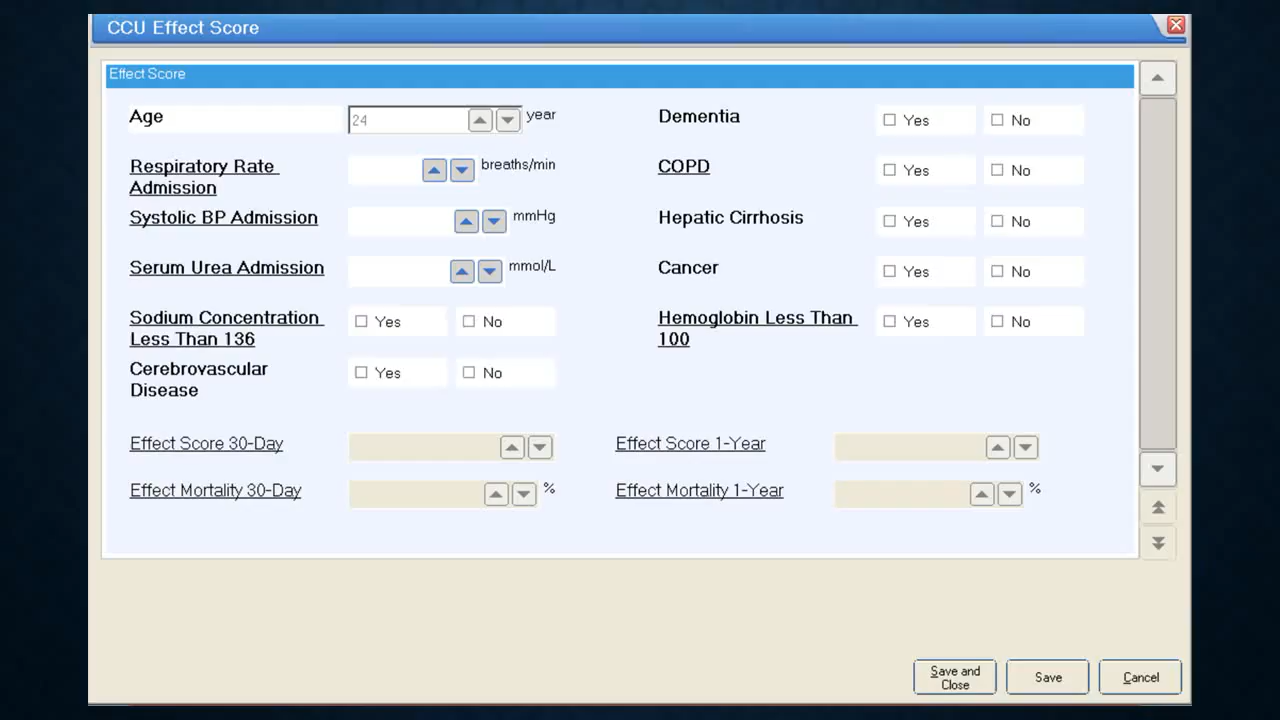 CCU Effect Score
Effect Score
Age 24 year
Dementia Yes No
Respiratory Rate
Admission
breaths/min
COPD Yes No
Systolic BP Admission mmHg
Hepatic Cirrhosis Yes No
Serum Urea Admission mmol/L
Cancer Yes No
Sodium Concentration
Less Than 136
Yes No
Hemoglobin Less Than
100
Yes No
Cerebrovascular
Disease
Yes No
Effect Score 30-Day
Effect Score 1-Year
Effect Mortality 30-Day %
Effect Mortality 1-Year %
Save and
Close
Save
Cancel